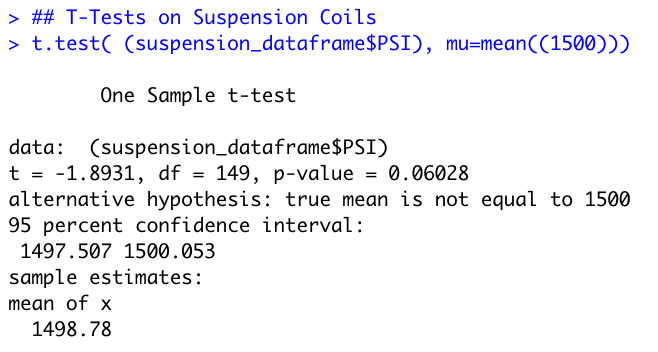 > ## T-Tests on Suspension Coils
> t.test( (suspension_dataframe$PSI), mu=mean((1500)))
One Sample t-test
data:  (suspension_dataframe$PSI)
t = -1.8931, df = 149, p-value = 0.06028
alternative hypothesis: true mean is not equal to 1500
95 percent confidence interval:
1497.507 1500.053
sample estimates:
mean of x
1498.78